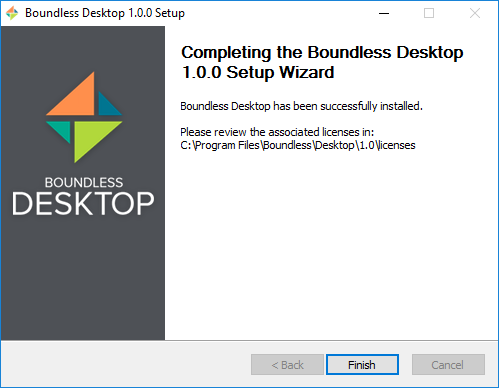 Boundless Desktop 1.0.0 Setup
Completing the Boundless Desktop
1.0.0 Setup Wizard
Boundless Desktop has been successfully installed.
Please review the associated licenses in:
C:\Program Files\Boundless\Desktop\1.0\licenses
BOUNDLESS
DESKTOP
< Back
Finish
Cancel